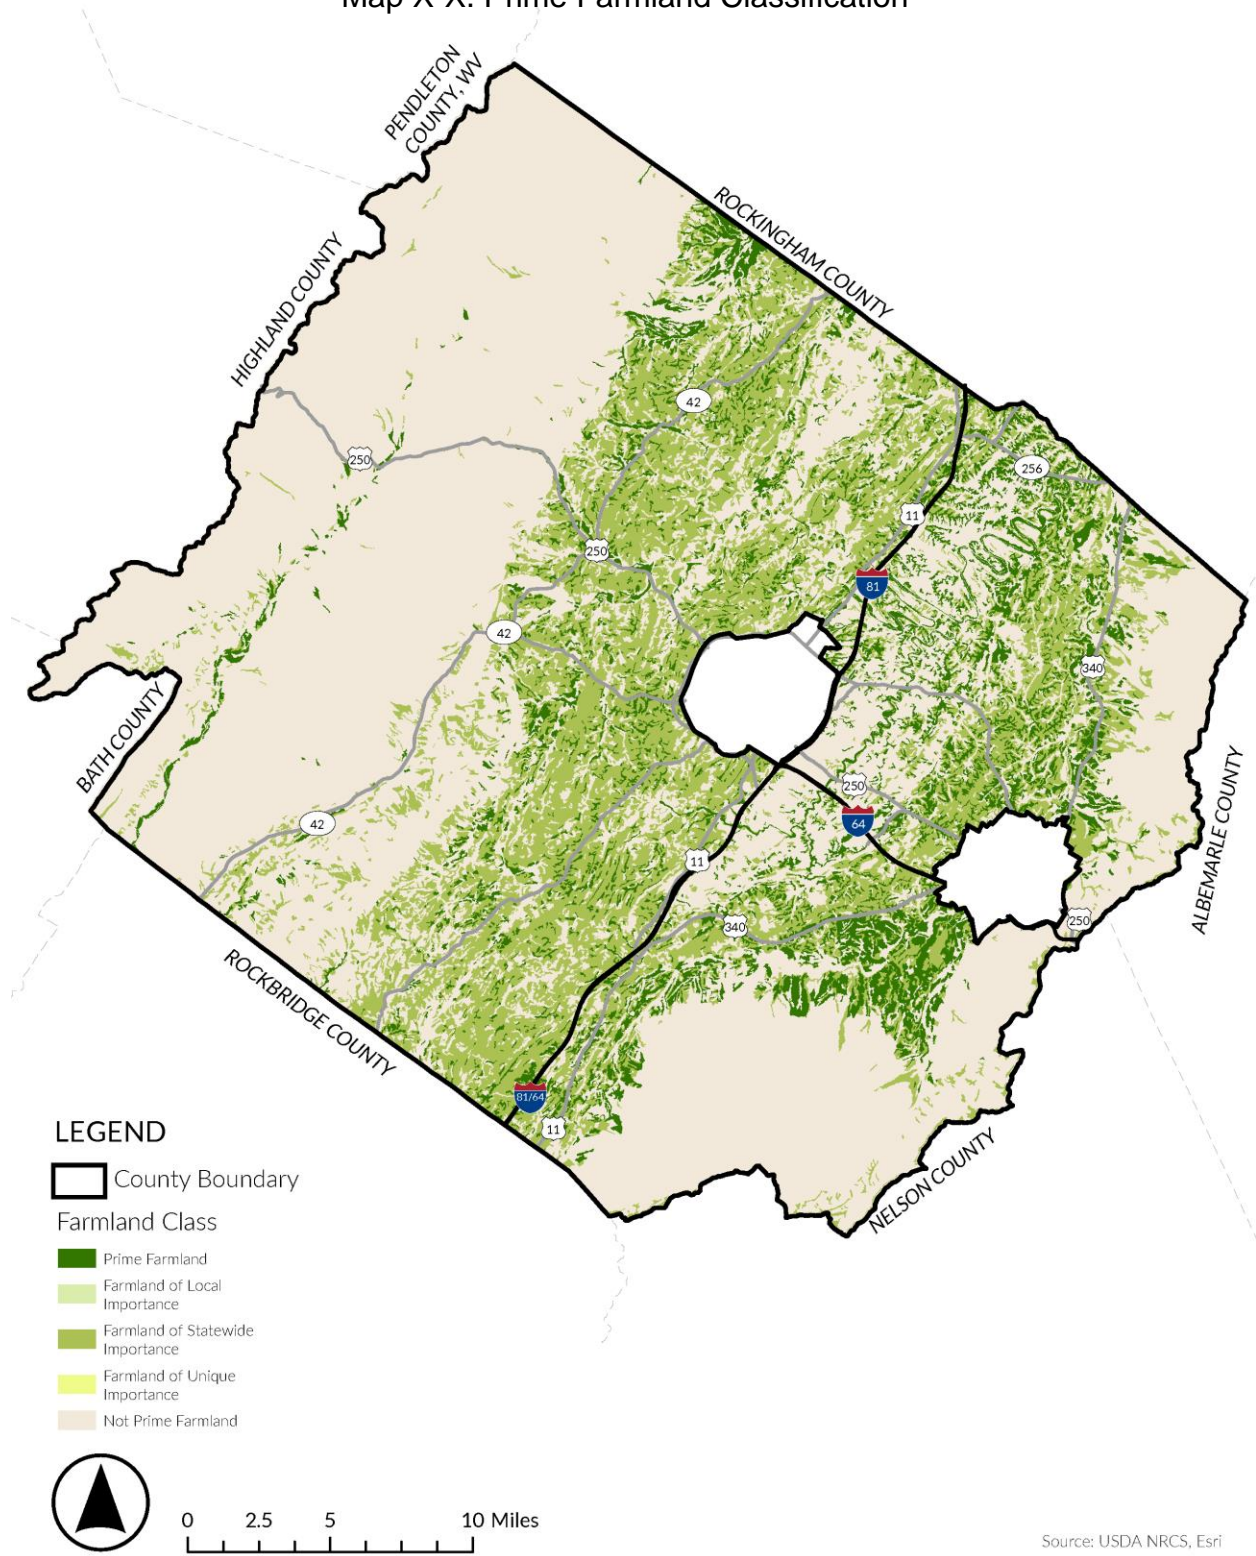 Map X-X: Prime Farmland Classification
PENDLETON
COUNTY, WV
ROCKINGHAM COUNTY
HIGHLAND COUNTY
42
250
256
11
250
81
42
340
BATH COUNTY
250
42
64
11
ALBEMARLE COUNTY
340
250
ROCKBRIDGE COUNTY
81/64
11
NELSON COUNTY
LEGEND
County Boundary
Farmland Class
Prime Farmland
Farmland of Local
Importance
Farmland of Statewide
Importance
Farmland of Unique
Importance
Not Prime Farmland
0 2.5 5 10 Miles
Source: USDA NRCS, Esri